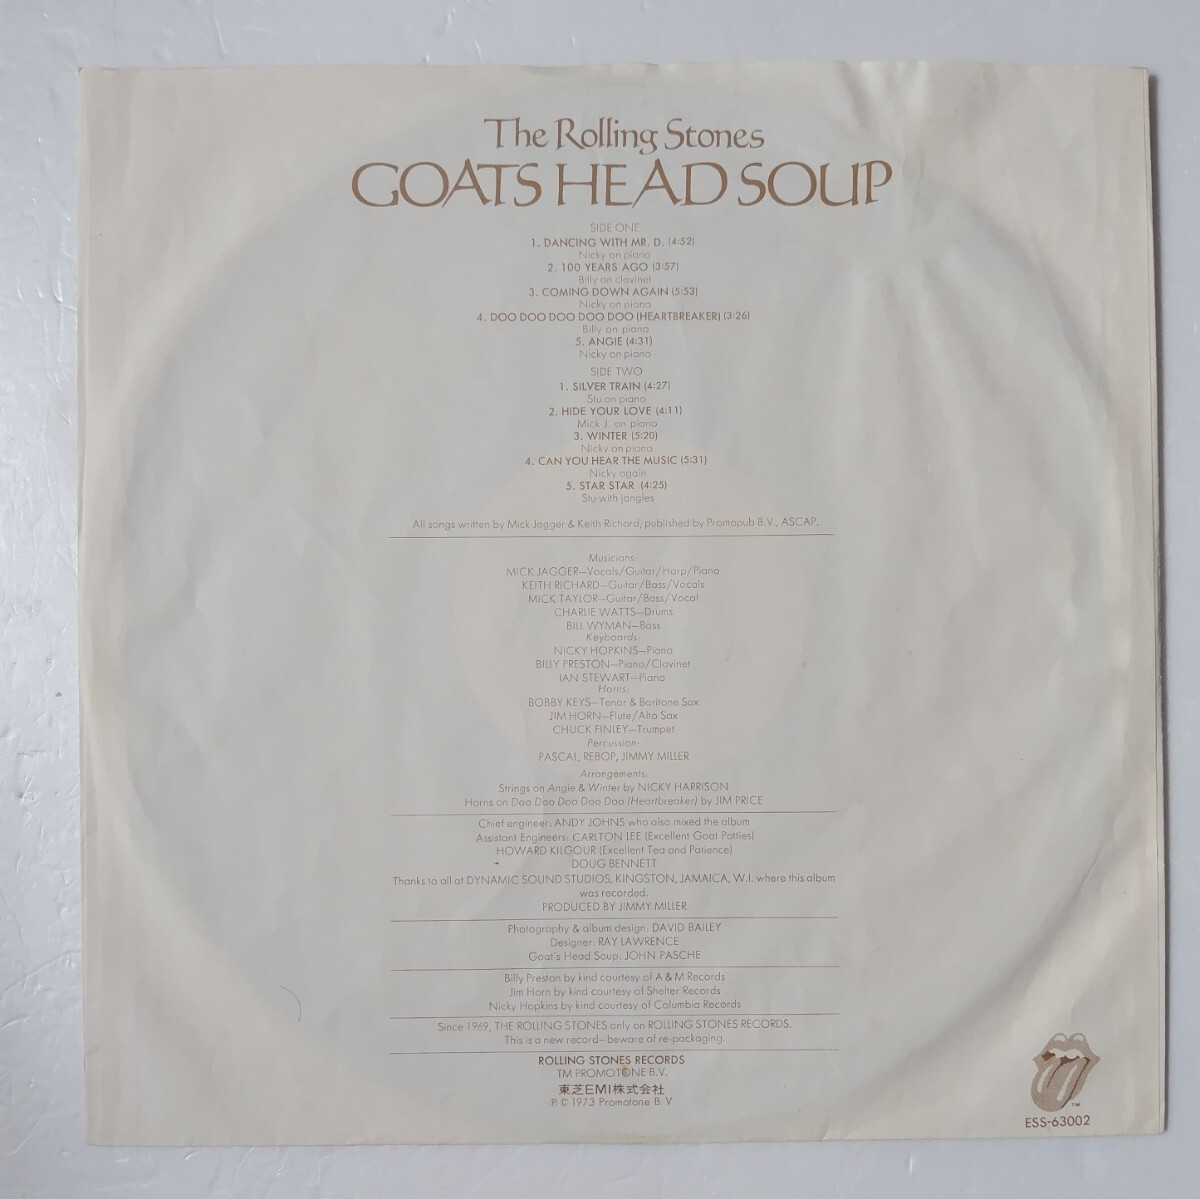 The Rolling Stones
GOATS HEAD SOUP
SIDE ONE
1. DANCING WITH MR. D. (4:52)
Nicky on piano
2. 100 YEARS AGO (3:57)
Billy on clavinet
3. COMING DOWN AGAIN (5:53)
Nicky on piano
4. DOO DOO DOO DOO DOO (HEARTBREAKER) (3:26)
Billy on piano
5. ANGIE (4:31)
Nicky on piano
SIDE TWO
1. SILVER TRAIN (4:27)
Stu on piano
2. HIDE YOUR LOVE (4:11)
Mick J. on piano
3. WINTER (5:20)
Nicky on piano
4. CAN YOU HEAR THE MUSIC (5:31)
Nicky again
5. STAR STAR (4:25)
Stu with jangles
All songs written by Mick Jagger & Keith Richard; published by Promopub B.V., ASCAP.
Musicians:
MICK JAGGER—Vocals/Guitar/Harp/Piano
KEITH RICHARD—Guitar/Bass/Vocals
MICK TAYLOR—Guitar/Bass/Vocal
CHARLIE WATTS—Drums
BILL WYMAN—Bass
Keyboards:
NICKY HOPKINS—Piano
BILLY PRESTON—Piano/Clavinet
IAN STEWART—Piano
Horns:
BOBBY KEYS—Tenor & Baritone Sax
JIM HORN—Flute/Alto Sax
CHUCK FINLEY—Trumpet
Percussion:
PASCAL, REBOP, JIMMY MILLER
Arrangements:
Strings on Angie & Winter by NICKY HARRISON
Horns on Doo Doo Doo Doo Doo (Heartbreaker) by JIM PRICE
Chief engineer: ANDY JOHNS who also mixed the album
Assistant Engineers: CARLTON LEE (Excellent Goat Patties)
HOWARD KILGOUR (Excellent Tea and Patience)
DOUG BENNETT
Thanks to all at DYNAMIC SOUND STUDIOS, KINGSTON, JAMAICA, W.I. where this album
was recorded.
PRODUCED BY JIMMY MILLER
Photography & album design: DAVID BAILEY
Designer: RAY LAWRENCE
Goat's Head Soup: JOHN PASCHE
Billy Preston by kind courtesy of A & M Records
Jim Horn by kind courtesy of Shelter Records
Nicky Hopkins by kind courtesy of Columbia Records
Since 1969, THE ROLLING STONES only on ROLLING STONES RECORDS.
This is a new record—beware of re-packaging.
ROLLING STONES RECORDS
TM PROMOTONE B.V.
東芝EMI株式会社
℗ © 1973 Promotone B. V
TM
ESS-63002